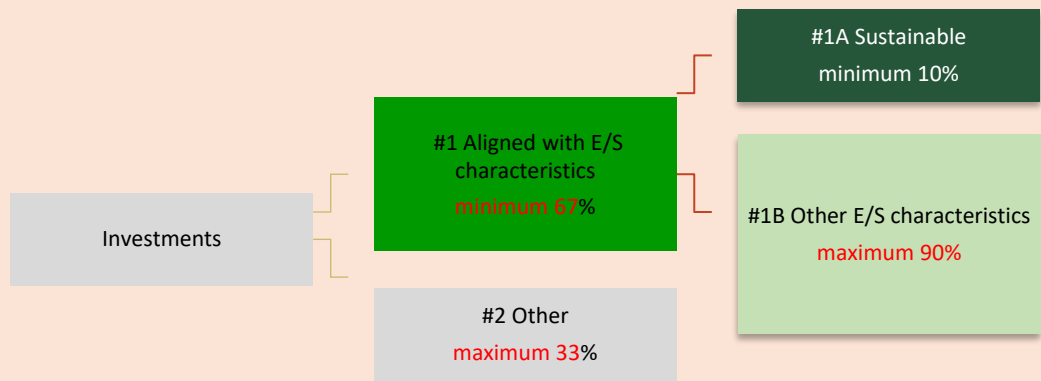 Investments
#1 Aligned with E/S
characteristics
minimum 67%
#2 Other
maximum 33%
#1A Sustainable
minimum 10%
#1B Other E/S characteristics
maximum 90%